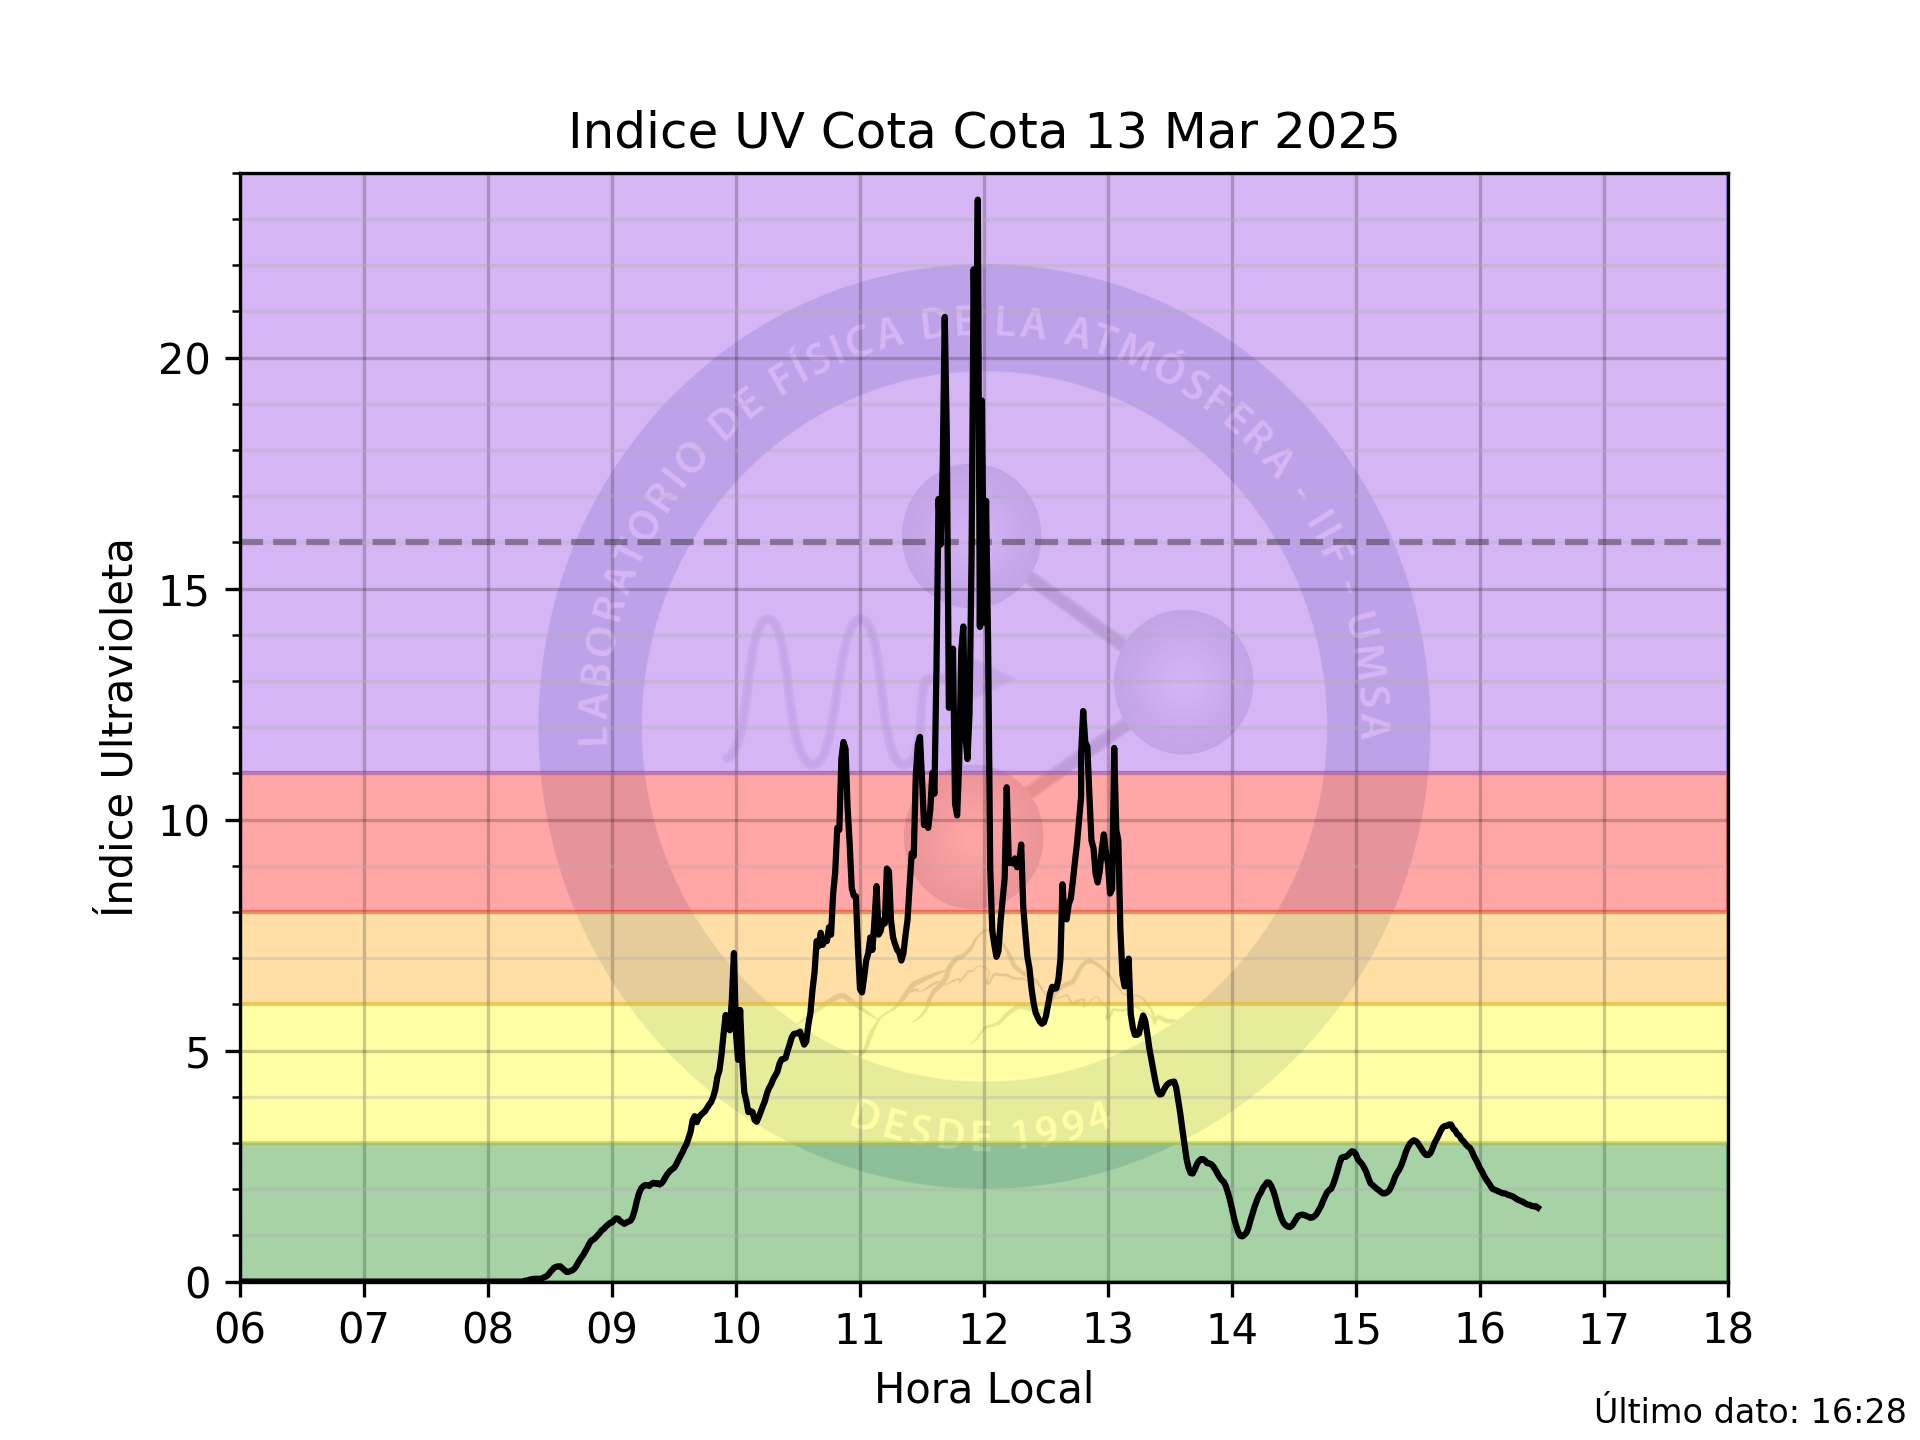 Indice UV Cota Cota 13 Mar 2025
LABORATORIO DE FÍSICA DE LA ATMÓSFERA - IIF - UMSA
DESDE 1994
Índice Ultravioleta
20
15
10
5
0
06 07 08 09 10 11 12 13 14 15 16 17 18
Hora Local
Último dato: 16:28